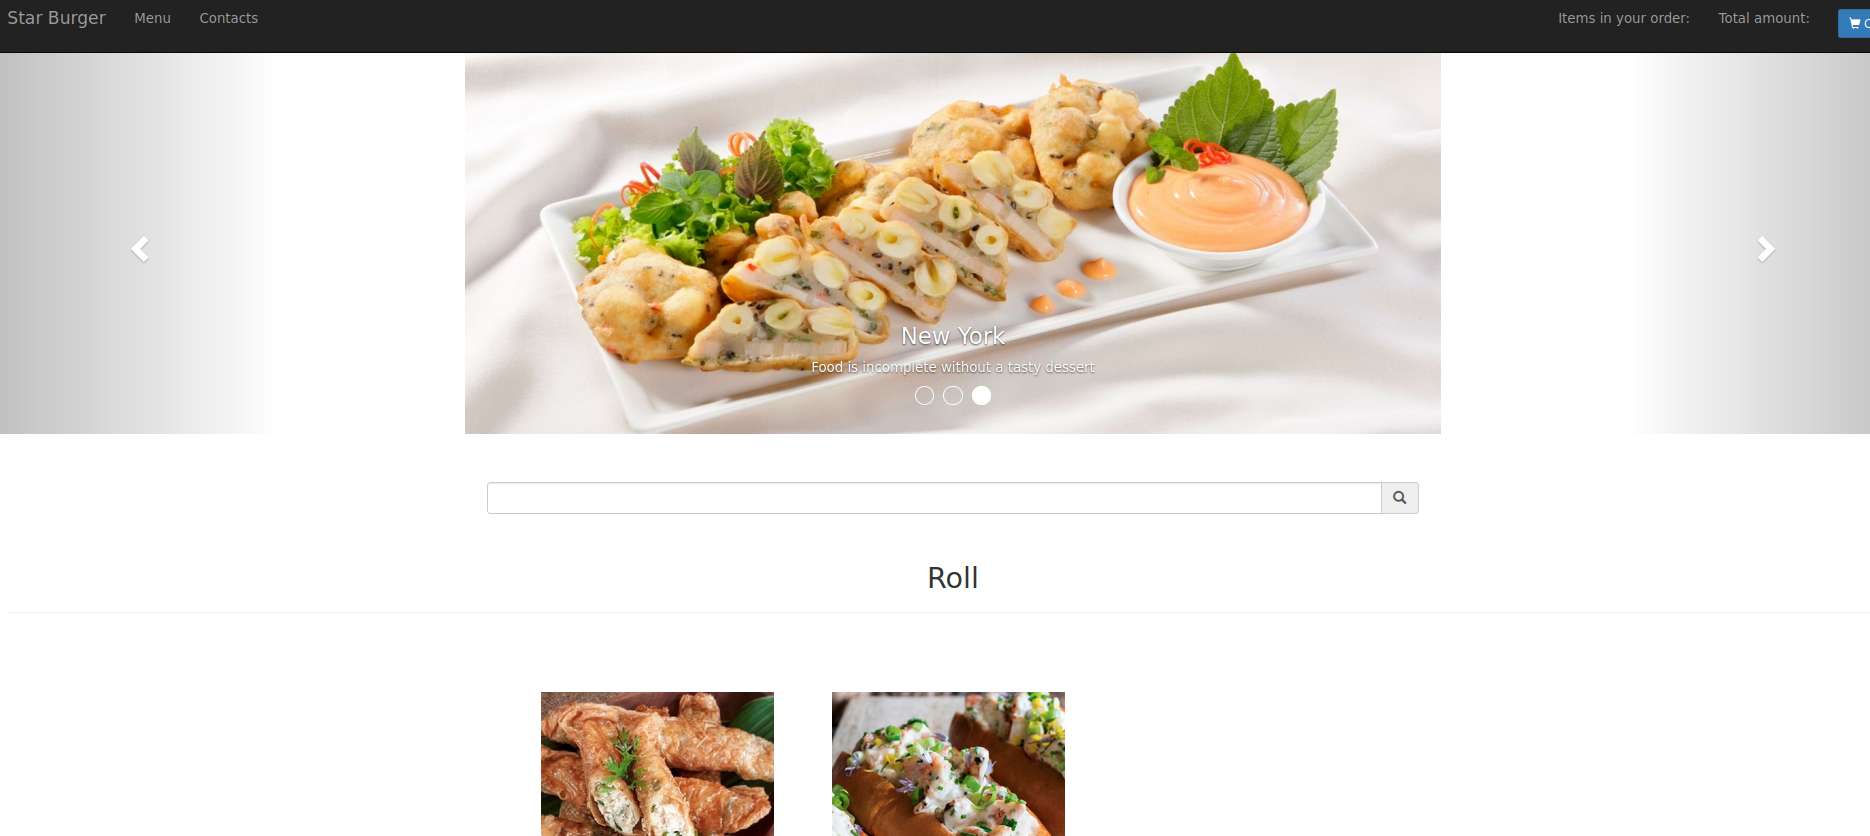 Star Burger
Menu
Contacts
Items in your order:
Total amount:
New York
Food is incomplete without a tasty dessert
Roll